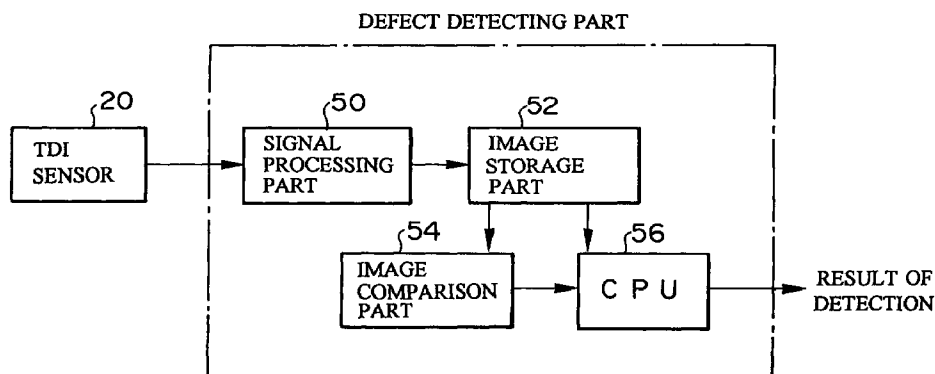 DEFECT DETECTING PART
20
TDI
SENSOR
50
SIGNAL
PROCESSING
PART
52
IMAGE
STORAGE
PART
54
IMAGE
COMPARISON
PART
56
C P U
RESULT OF
DETECTION